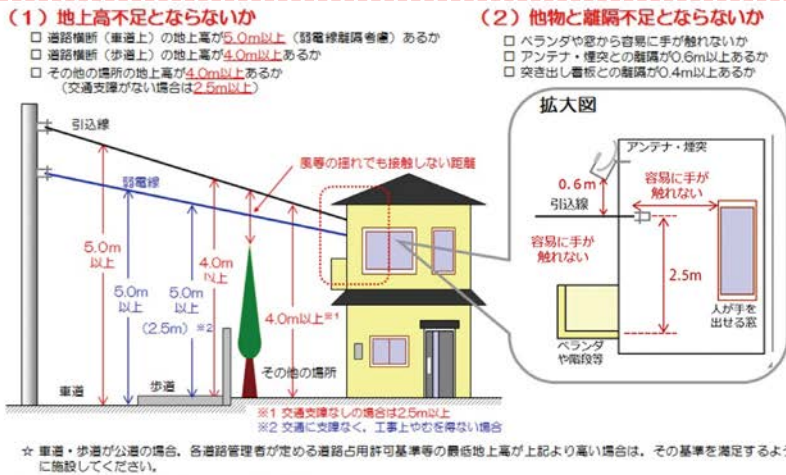 (1)地上高不足とならないか
□ 道路横断(車道上)の地上高が5.0m以上(弱電線離隔考慮)あるか
□ 道路横断(歩道上)の地上高が4.0m以上あるか
□ その他の場所の地上高が4.0m以上あるか
(交通支障がない場合は2.5m以上)
(2)他物と離隔不足とならないか
□ ベランダや窓から容易に手が触れないか
□ アンテナ・煙突との離隔が0.6m以上あるか
□ 突き出し看板との離隔が0.4m以上あるか
引込線
弱電線
風等の揺れでも接触しない距離
5.0m
以上
5.0m
以上
5.0m
以上
(2.5m)※2
4.0m
以上
4.0m以上※1
車道
歩道
その他の場所
※1 交通支障なしの場合は2.5m以上
※2 交通に支障なく、工事上やむを得ない場合
拡大図
アンテナ・煙突
0.6m
容易に手が
触れない
引込線
容易に手が
触れない
2.5m
ベランダ
や階段等
人が手を
出せる窓
☆ 車道・歩道が公道の場合、各道路管理者が定める道路占用許可基準等の最低地上高が上記より高い場合は、その基準を満足するよう
に施設してください。